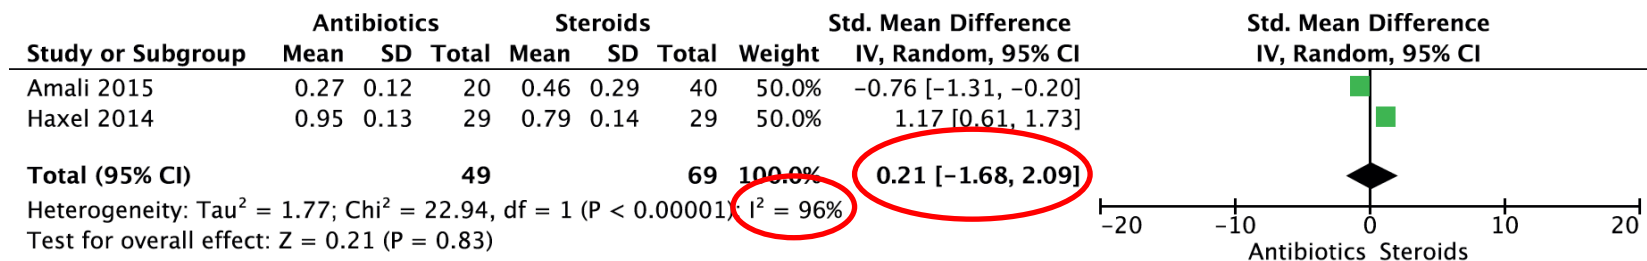 Antibiotics Steroids Std. Mean Difference Std. Mean Difference
Study or Subgroup Mean SD Total Mean SD Total Weight IV, Random, 95% CI IV, Random, 95% CI
Amali 2015 0.27 0.12 20 0.46 0.29 40 50.0% −0.76 [−1.31, −0.20]
Haxel 2014 0.95 0.13 29 0.79 0.14 29 50.0% 1.17 [0.61, 1.73]
Total (95% CI) 49 69 100.0% 0.21 [−1.68, 2.09]
Heterogeneity: Tau² = 1.77; Chi² = 22.94, df = 1 (P < 0.00001); I² = 96%
Test for overall effect: Z = 0.21 (P = 0.83)
−20 −10 0 10 20
Antibiotics Steroids